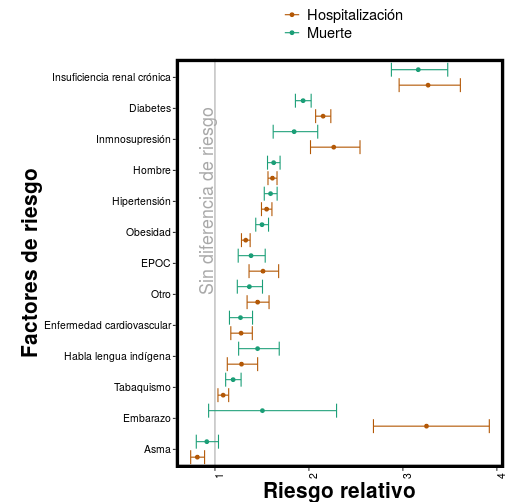 Hospitalización
Muerte
Factores de riesgo
Insuficiencia renal crónica
Diabetes
Inmnosupresión
Hombre
Hipertensión
Obesidad
EPOC
Otro
Enfermedad cardiovascular
Habla lengua indígena
Tabaquismo
Embarazo
Asma
Sin diferencia de riesgo
1
2
3
4
Riesgo relativo